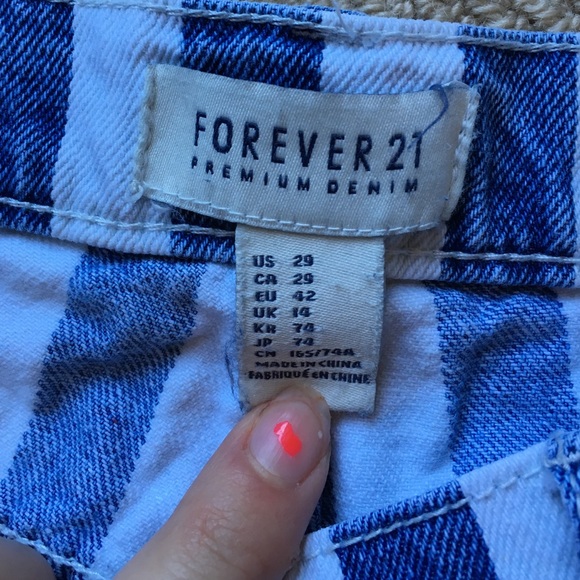 FOREVER 21
PREMIUM DENIM
US 29
CA 29
EU 42
UK 14
KR 74
JP 74
CN 165/74A
MADE IN CHINA
FABRIQUÉ EN CHINE